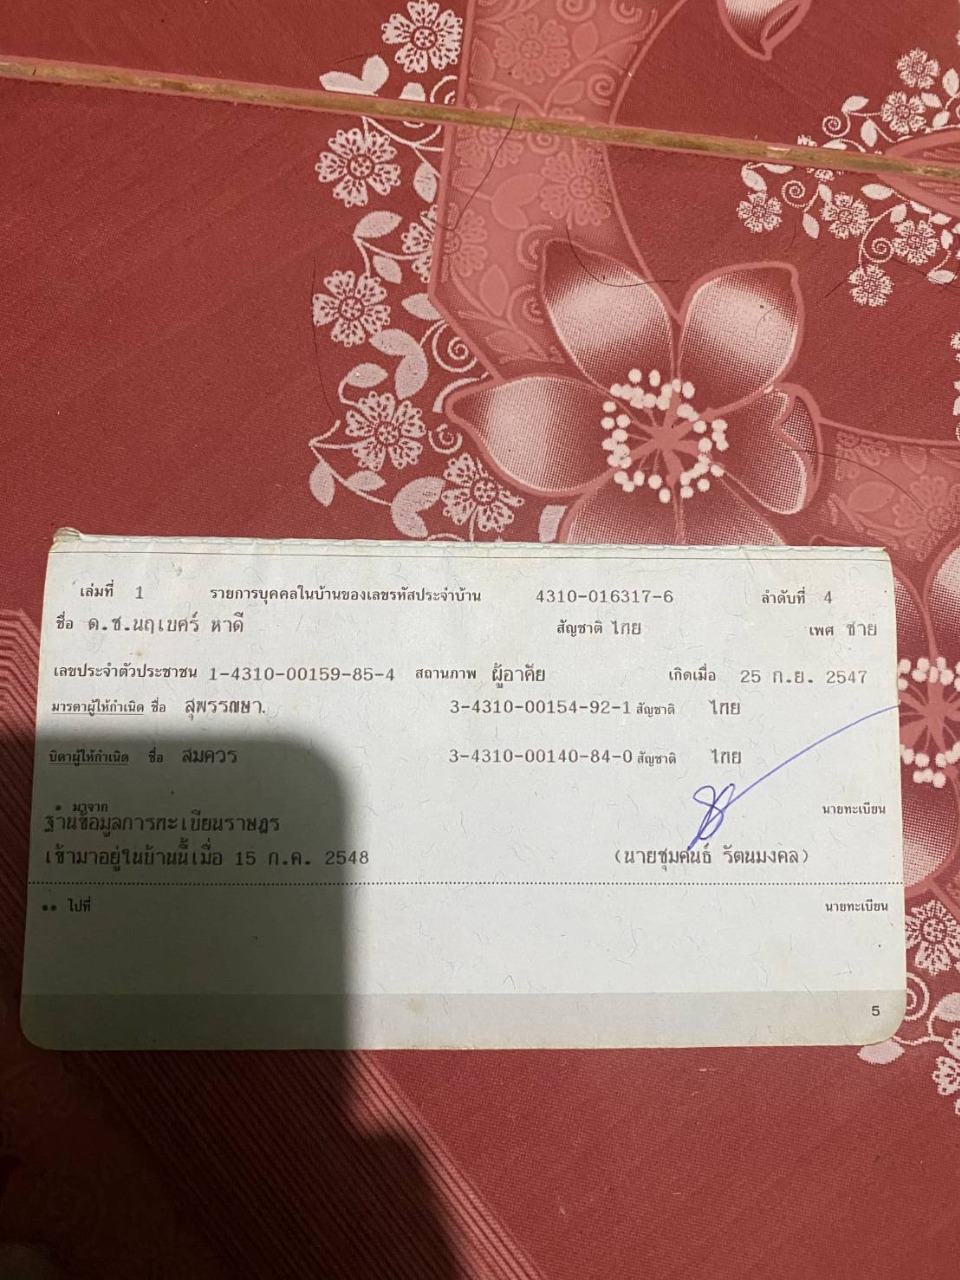 เล่มที่ 1 รายการบุคคลในบ้านของเลขรหัสประจำบ้าน 4310-016317-6 ลำดับที่ 4
ชื่อ ด.ช.นฤเบศร์ หาดี สัญชาติ ไทย เพศ ชาย
เลขประจำตัวประชาชน 1-4310-00159-85-4 สถานภาพ ผู้อาศัย เกิดเมื่อ 25 ก.ย. 2547
มารดาผู้ให้กำเนิด ชื่อ สุพรรณษา. 3-4310-00154-92-1 สัญชาติ ไทย
บิดาผู้ให้กำเนิด ชื่อ สมควร 3-4310-00140-84-0 สัญชาติ ไทย
* มาจาก นายทะเบียน
ฐานข้อมูลการทะเบียนราษฎร
เข้ามาอยู่ในบ้านนี้เมื่อ 15 ก.ค. 2548 (นายชุมคันธ์ รัตนมงคล)
** ไปที่ นายทะเบียน
5